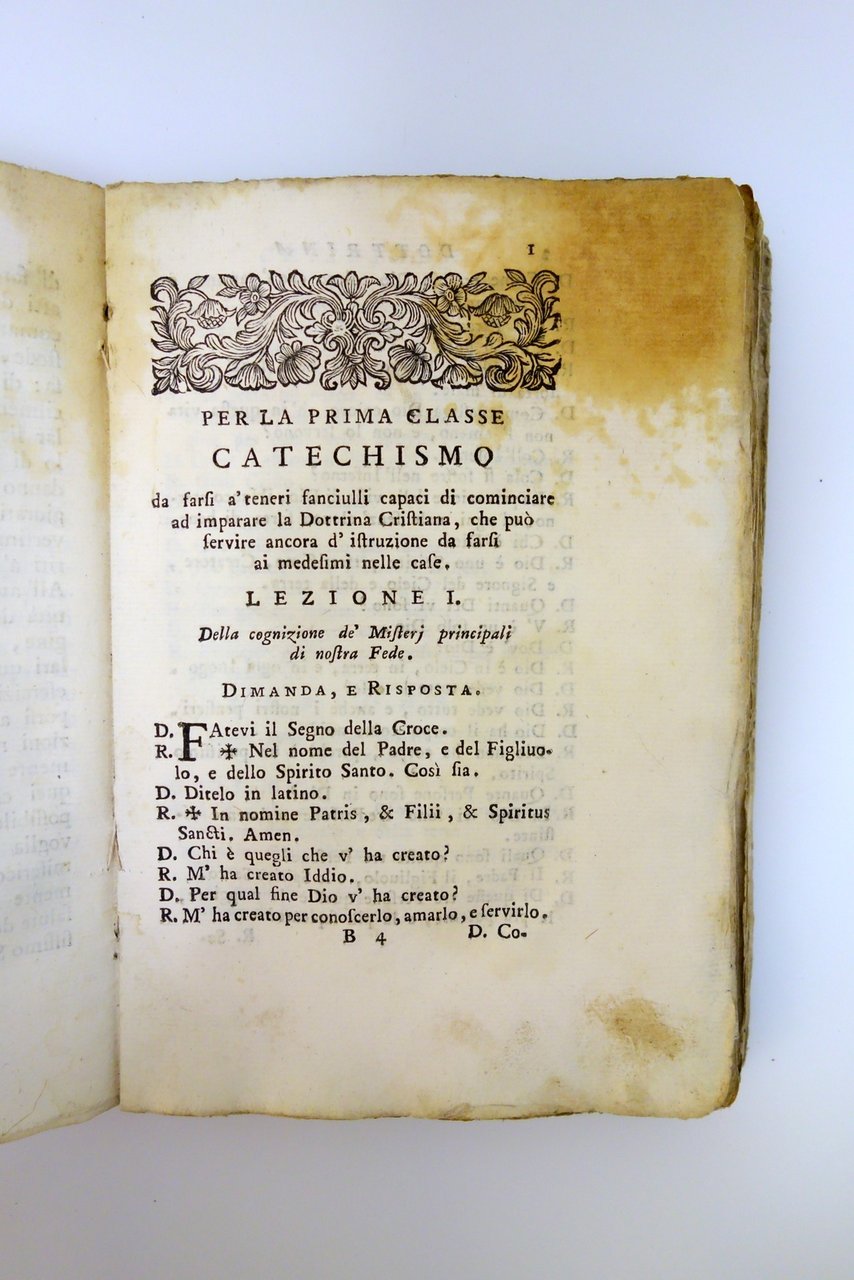 1
PER LA PRIMA CLASSE
CATECHISMO
da farſi a' teneri fanciulli capaci di cominciare
ad imparare la Dottrina Criſtiana, che può
ſervire ancora d' iſtruzione da farſi
ai medeſimi nelle caſe.
LEZIONE I.
Della cognizione de' Miſterj principali
di noſtra Fede.
DIMANDA, E RISPOSTA.
D. FAtevi il Segno della Croce.
R. ✠ Nel nome del Padre, e del Figliuo-
lo, e dello Spirito Santo. Così ſia.
D. Ditelo in latino.
R. ✠ In nomine Patris, & Filii, & Spiritus
Sancti. Amen.
D. Chi è quegli che v' ha creato?
R. M' ha creato Iddio.
D. Per qual fine Dio v' ha creato?
R. M' ha creato per conoſcerlo, amarlo, e ſervirlo.
B 4 D. Co-